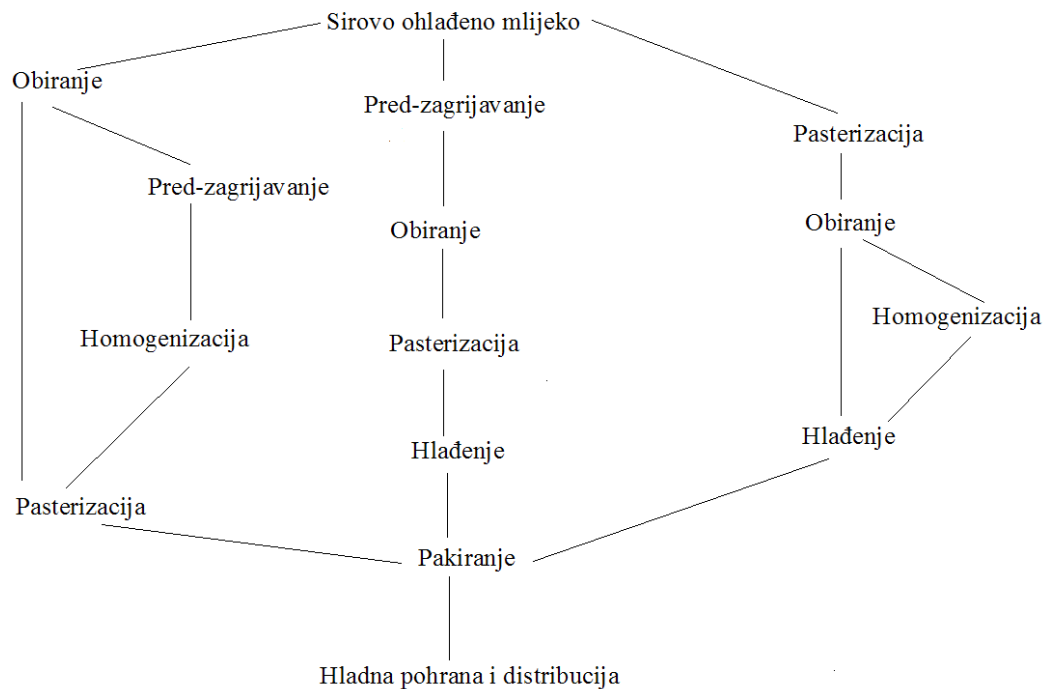 Sirovo ohlađeno mlijeko
Obiranje
Pred-zagrijavanje
Pasterizacija
Pred-zagrijavanje
Obiranje
Obiranje
Homogenizacija
Homogenizacija
Pasterizacija
Hlađenje
Hlađenje
Pasterizacija
Pakiranje
Hladna pohrana i distribucija